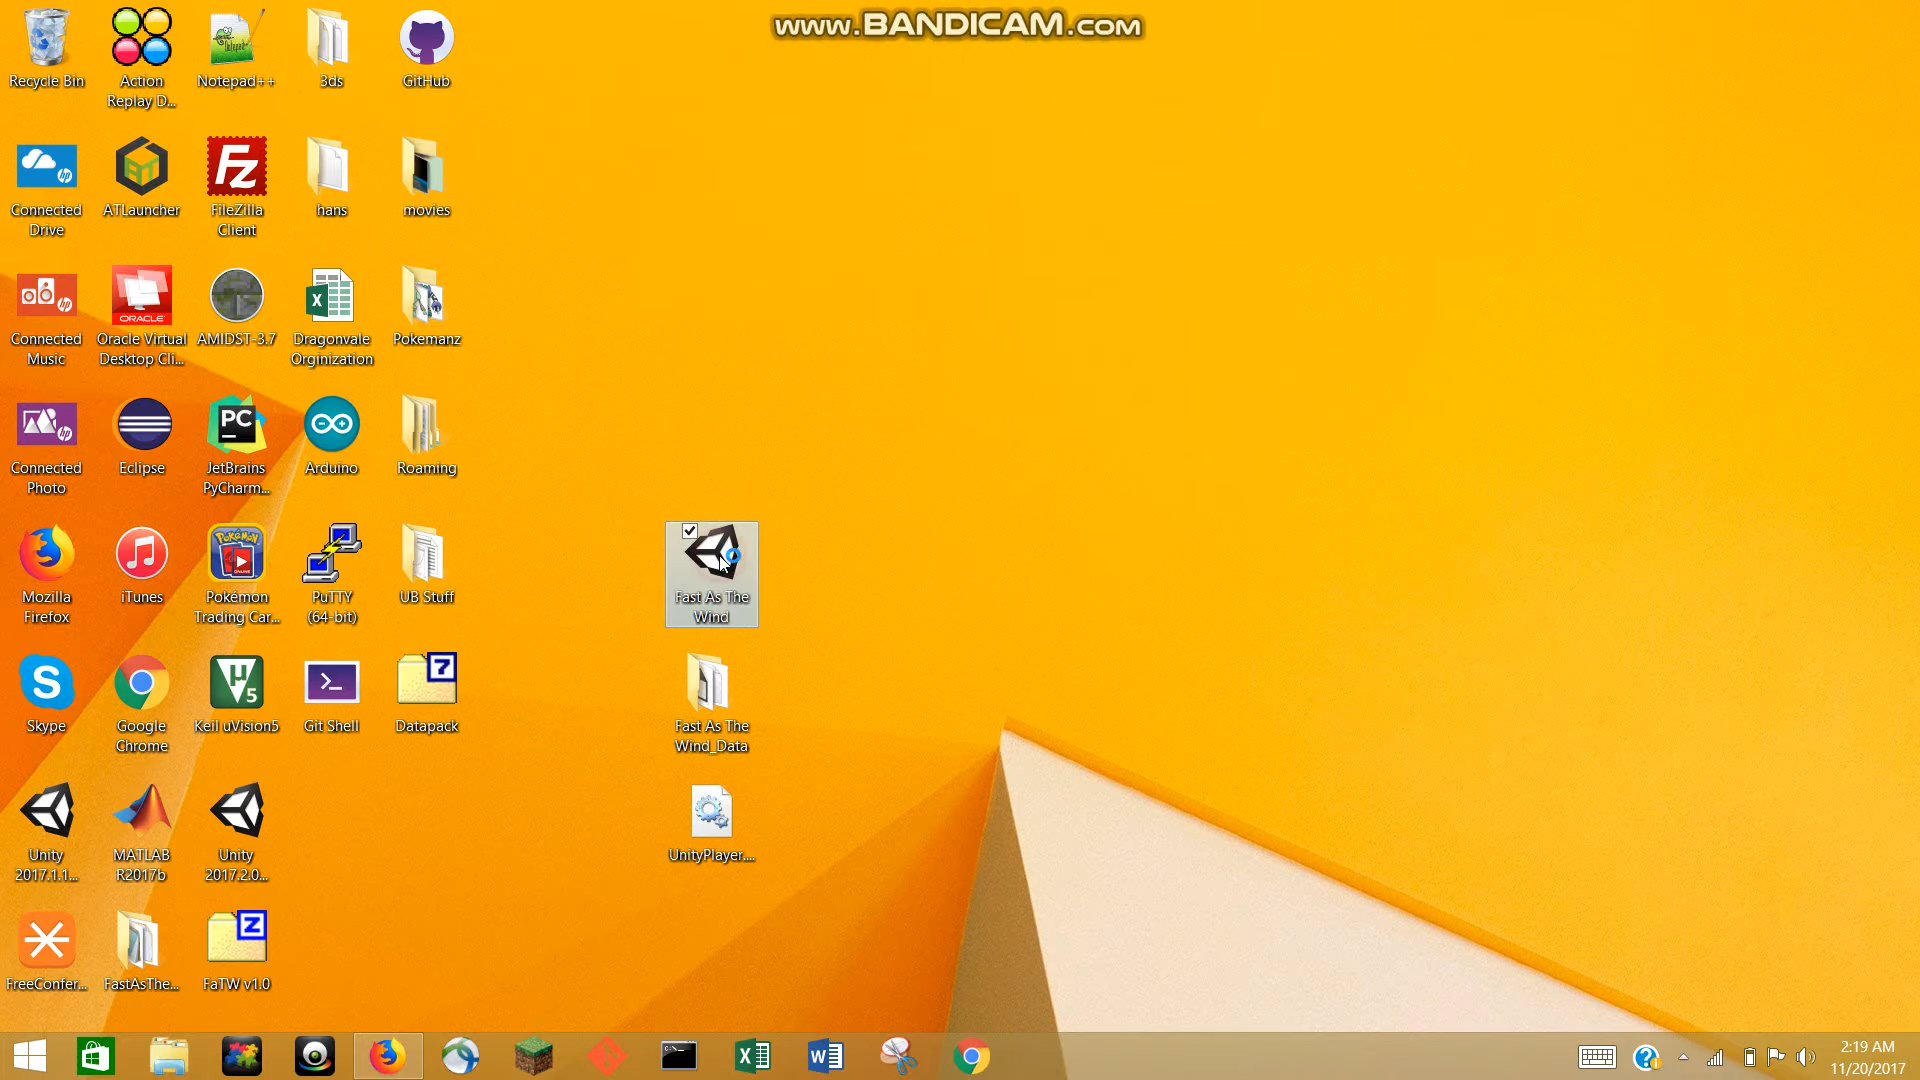 www.BANDICAM.com
Recycle Bin
Action
Replay D...
Notepad++
3ds
GitHub
Connected
Drive
ATLauncher
FileZilla
Client
hans
movies
Connected
Music
ORACLE
Oracle Virtual
Desktop Cli...
AMIDST-3.7
X
Dragonvale
Orginization
Pokemanz
Connected
Photo
Eclipse
PC
JetBrains
PyCharm...
Arduino
Roaming
Mozilla
Firefox
iTunes
Pokémon
Trading Car...
PuTTY
(64-bit)
UB Stuff
Fast As The
Wind
Skype
Google
Chrome
µ
V5
Keil uVision5
Git Shell
7
Datapack
Fast As The
Wind_Data
Unity
2017.1.1...
MATLAB
R2017b
Unity
2017.2.0...
UnityPlayer....
FreeConfer...
FastAsThe...
Z
FaTW v1.0
2:19 AM
11/20/2017